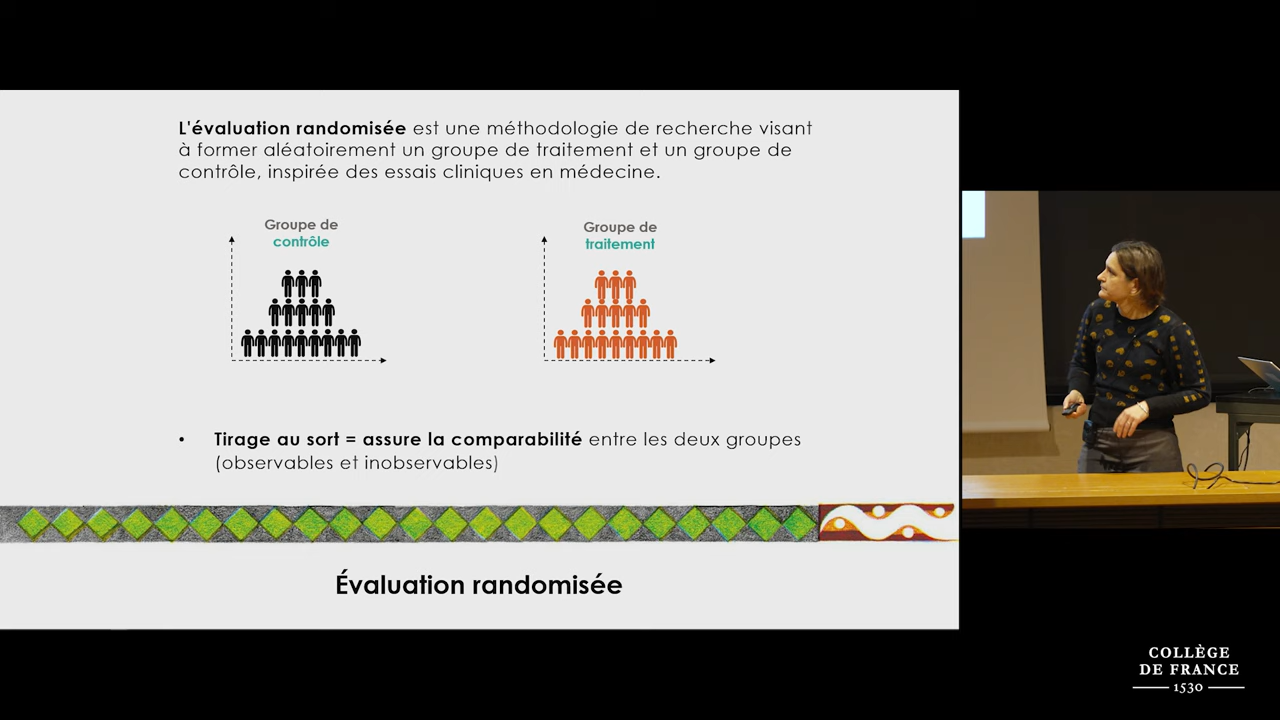 L'évaluation randomisée est une méthodologie de recherche visant
à former aléatoirement un groupe de traitement et un groupe de
contrôle, inspirée des essais cliniques en médecine.
Groupe de
contrôle
Groupe de
traitement
• Tirage au sort = assure la comparabilité entre les deux groupes
(observables et inobservables)
Évaluation randomisée
COLLÈGE
DE FRANCE
1530